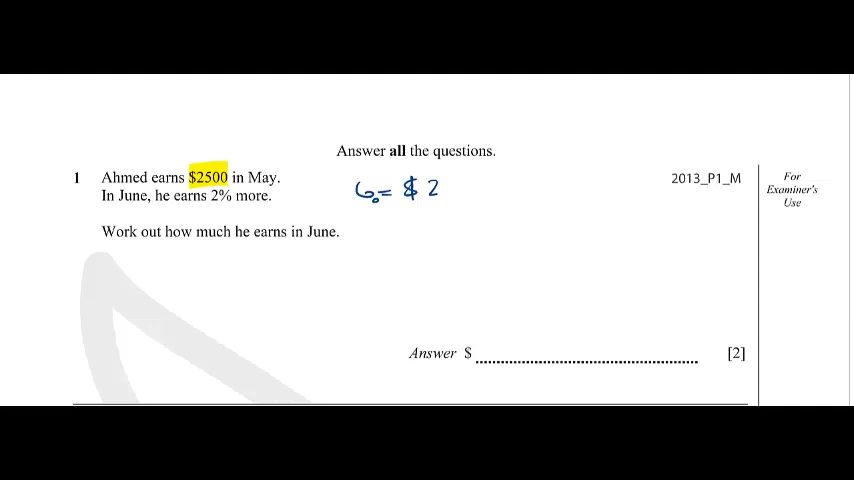 Answer all the questions.
1 Ahmed earns $2500 in May.
In June, he earns 2% more.
= $ 2
2013_P1_M
For
Examiner's
Use
Work out how much he earns in June.
Answer $ ........................................................ [2]